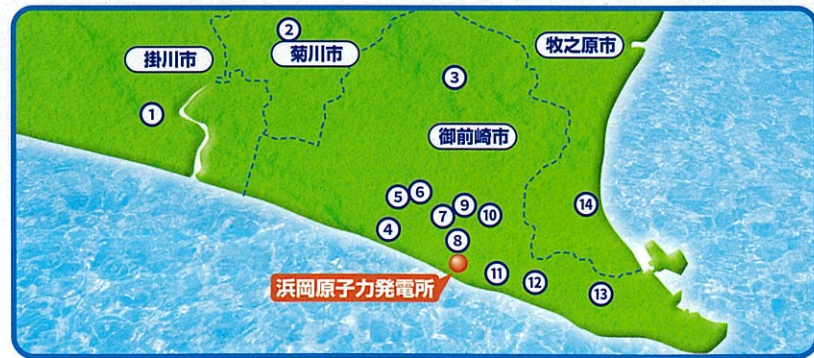 ②
菊川市
牧之原市
掛川市
③
①
御前崎市
⑤
⑥
⑦
⑨
⑩
⑭
④
⑧
浜岡原子力発電所
⑪
⑫
⑬